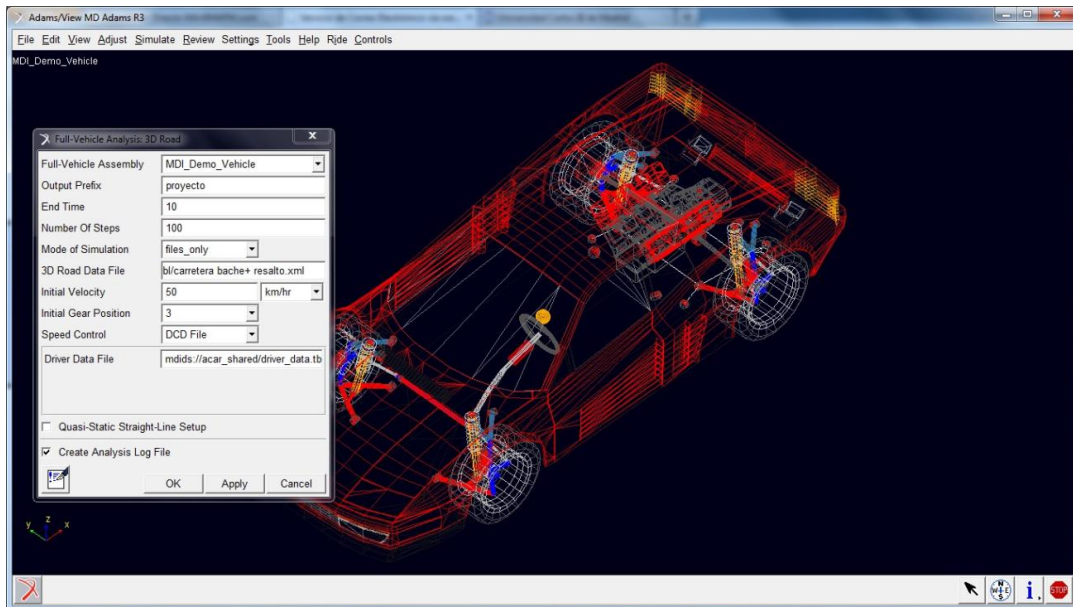 Adams/View MD Adams R3
File Edit View Adjust Simulate Review Settings Tools Help Ride Controls
MDI_Demo_Vehicle
Full-Vehicle Analysis: 3D Road
Full-Vehicle Assembly MDI_Demo_Vehicle
Output Prefix proyecto
End Time 10
Number Of Steps 100
Mode of Simulation files_only
3D Road Data File bl/carretera bache+ resalto.xml
Initial Velocity 50 km/hr
Initial Gear Position 3
Speed Control DCD File
Driver Data File mdids://acar_shared/driver_data.tb
Quasi-Static Straight-Line Setup
Create Analysis Log File
OK Apply Cancel
z
y x
N
W E
S
i
STOP